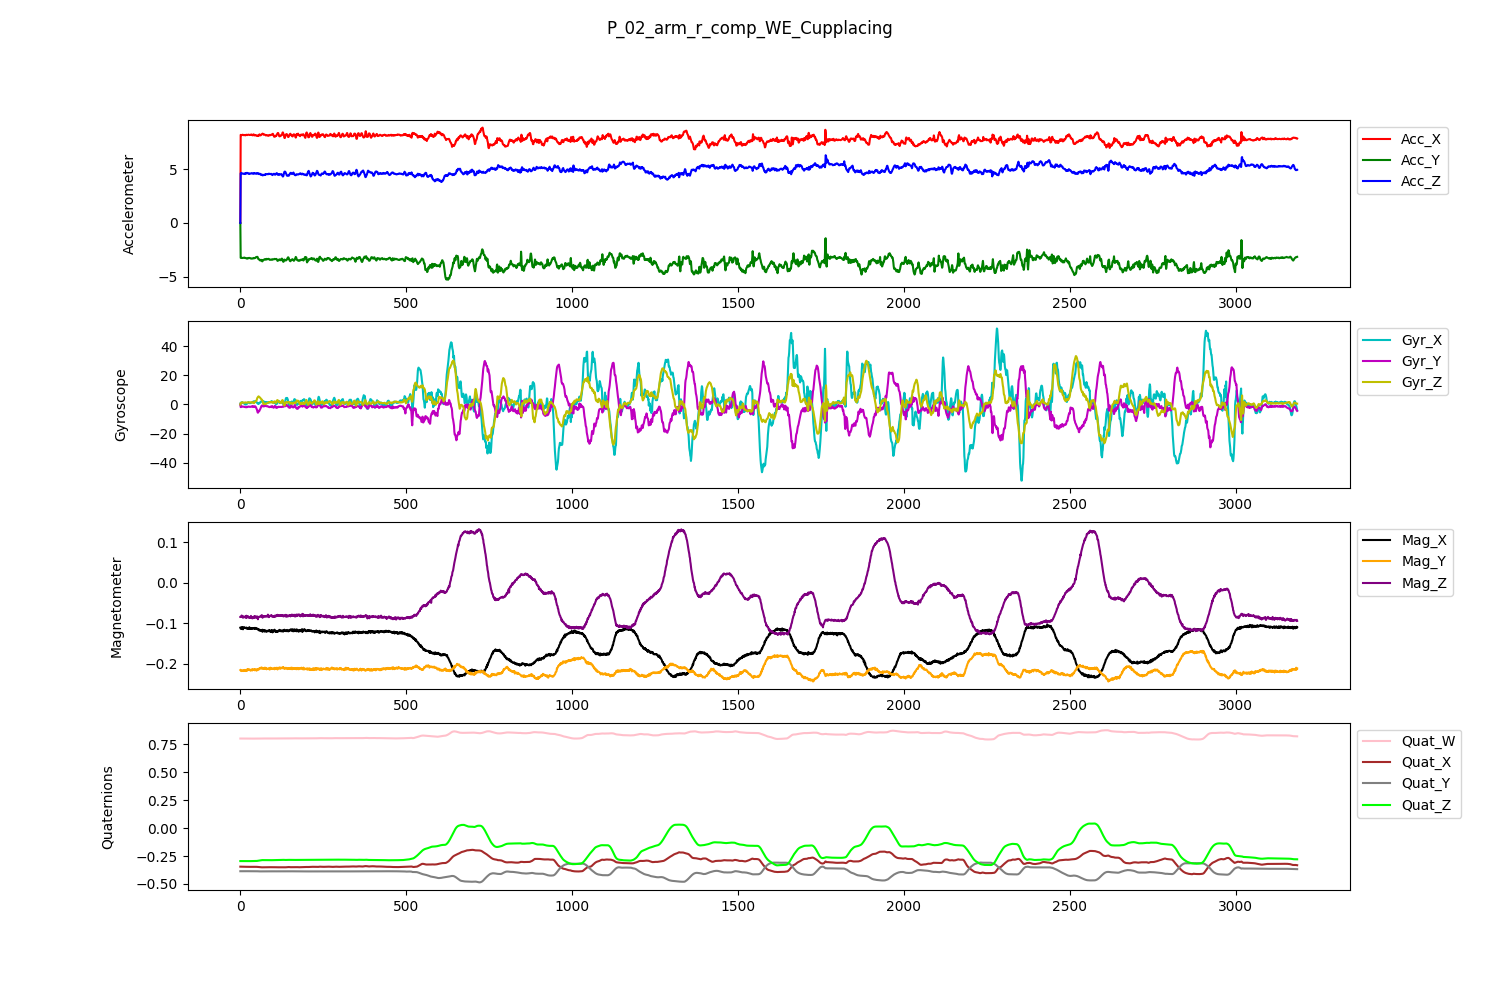 P_02_arm_r_comp_WE_Cupplacing
Accelerometer
5
0
−5
0 500 1000 1500 2000 2500 3000
Acc_X
Acc_Y
Acc_Z
Gyroscope
40
20
0
−20
−40
0 500 1000 1500 2000 2500 3000
Gyr_X
Gyr_Y
Gyr_Z
Magnetometer
0.1
0.0
−0.1
−0.2
0 500 1000 1500 2000 2500 3000
Mag_X
Mag_Y
Mag_Z
Quaternions
0.75
0.50
0.25
0.00
−0.25
−0.50
0 500 1000 1500 2000 2500 3000
Quat_W
Quat_X
Quat_Y
Quat_Z